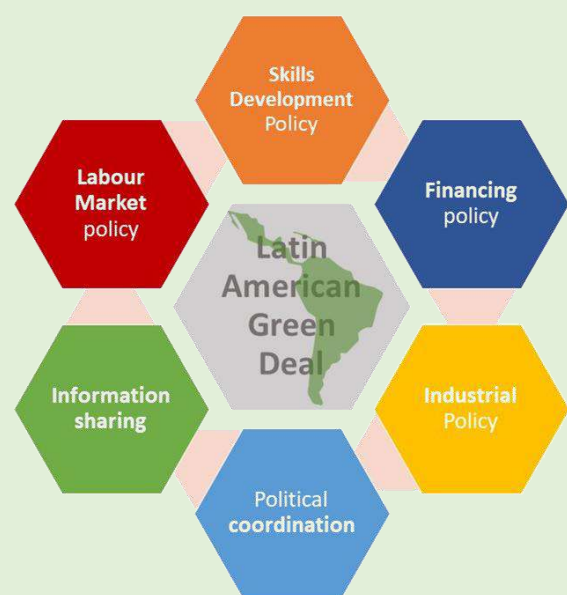 Skills
Development
Policy
Financing
policy
Industrial
Policy
Political
coordination
Information
sharing
Labour
Market
policy
Latin
American
Green
Deal